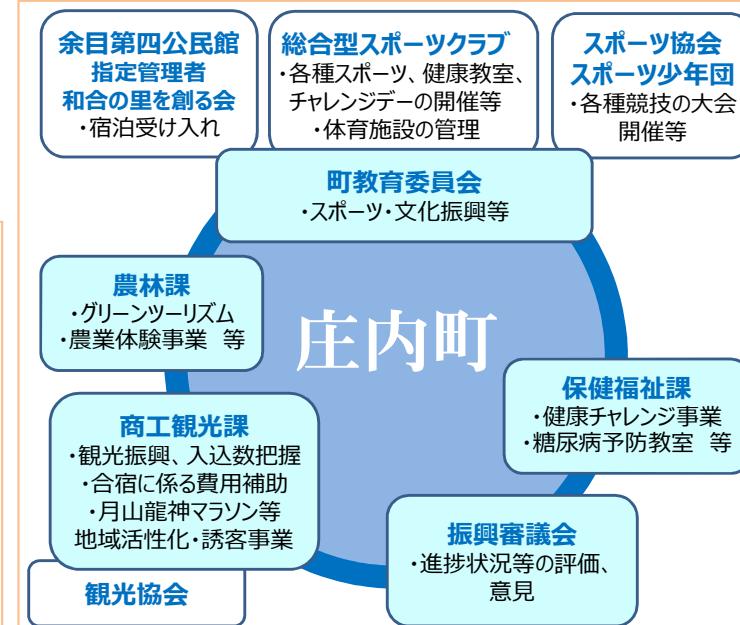 余目第四公民館
指定管理者
和合の里を創る会
・宿泊受け入れ
総合型スポーツクラブ
・各種スポーツ、健康教室、
チャレンジデーの開催等
・体育施設の管理
スポーツ協会
スポーツ少年団
・各種競技の大会
開催等
町教育委員会
・スポーツ・文化振興等
農林課
・グリーンツーリズム
・農業体験事業 等
庄内町
保健福祉課
・健康チャレンジ事業
・糖尿病予防教室 等
商工観光課
・観光振興、入込数把握
・合宿に係る費用補助
・月山龍神マラソン等
地域活性化・誘客事業
振興審議会
・進捗状況等の評価、
意見
観光協会